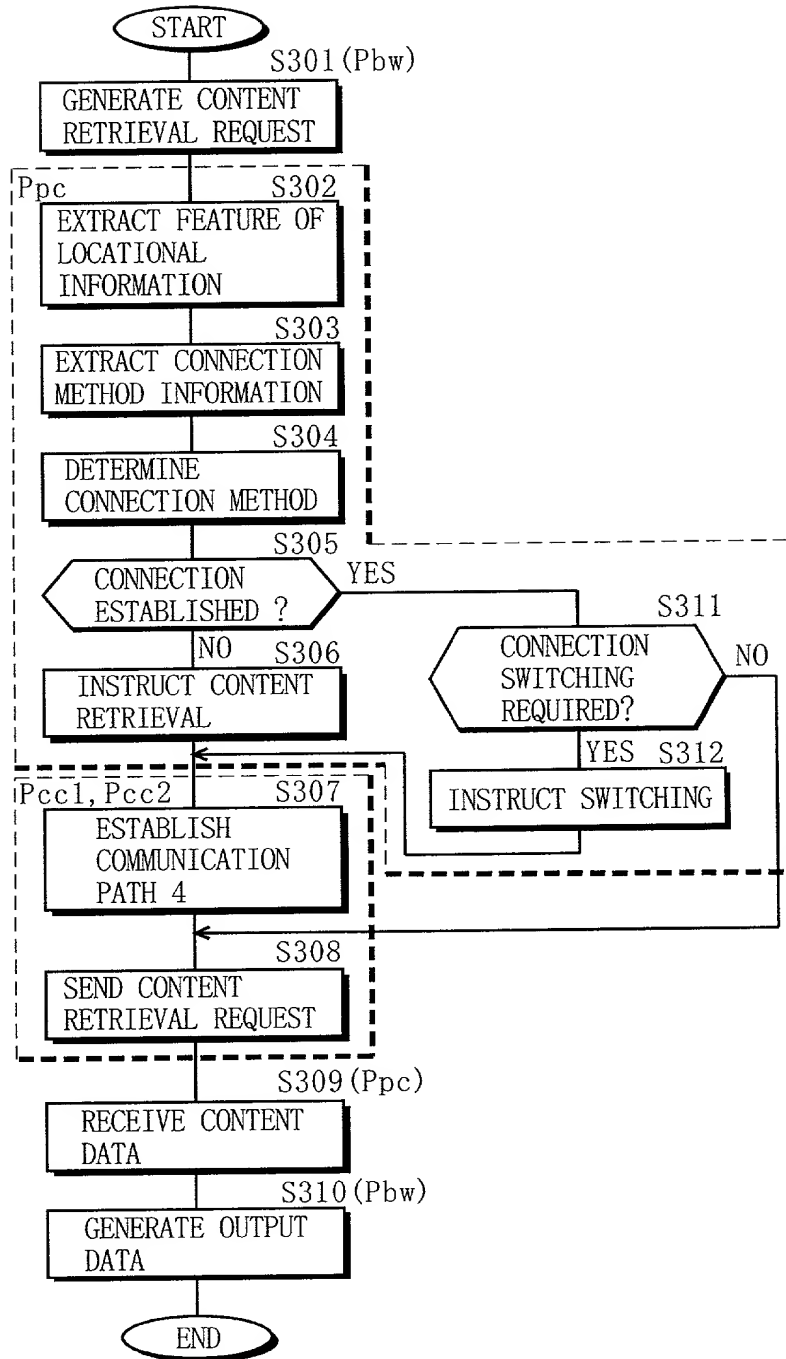 START
S301(Pbw)
GENERATE CONTENT
RETRIEVAL REQUEST
Ppc
S302
EXTRACT FEATURE OF
LOCATIONAL
INFORMATION
S303
EXTRACT CONNECTION
METHOD INFORMATION
S304
DETERMINE
CONNECTION METHOD
S305
CONNECTION
ESTABLISHED ?
YES
NO
S306
INSTRUCT CONTENT
RETRIEVAL
S311
CONNECTION
SWITCHING
REQUIRED?
NO
YES
S312
INSTRUCT SWITCHING
Pcc1,Pcc2
S307
ESTABLISH
COMMUNICATION
PATH 4
S308
SEND CONTENT
RETRIEVAL REQUEST
S309(Ppc)
RECEIVE CONTENT
DATA
S310(Pbw)
GENERATE OUTPUT
DATA
END